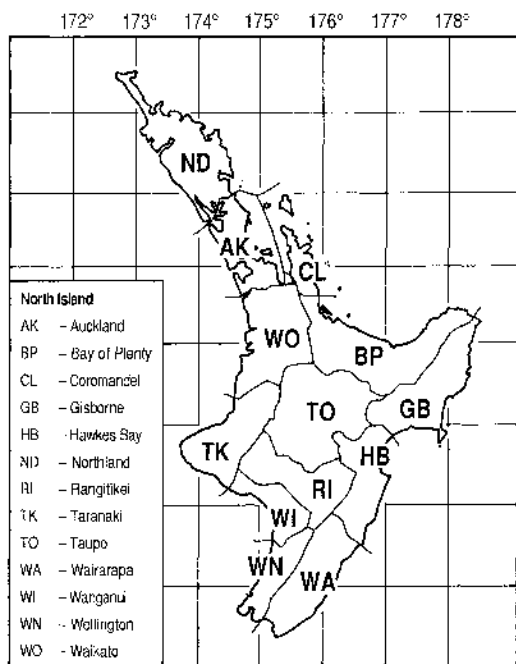 172° 173° 174° 175° 176° 177° 178°
ND
AK
CL
WO
BP
GB
TO
TK
HB
RI
WI
WN
WA
North Island
AK – Auckland
BP – Bay of Plenty
CL – Coromandel
GB – Gisborne
HB - Hawkes Bay
ND – Northland
RI – Rangitikei
TK – Taranaki
TO – Taupo
WA – Wairarapa
WI – Wanganui
WN – Wellington
WO – Waikato